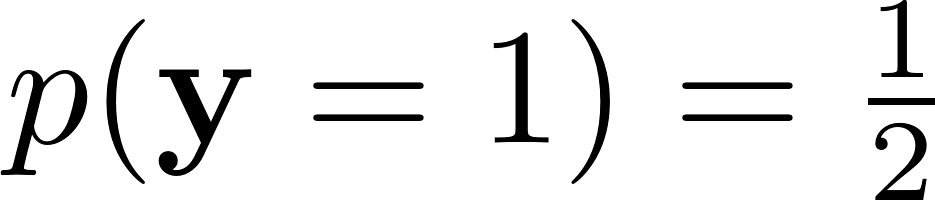 p(𝐲 = 1) = 1/2